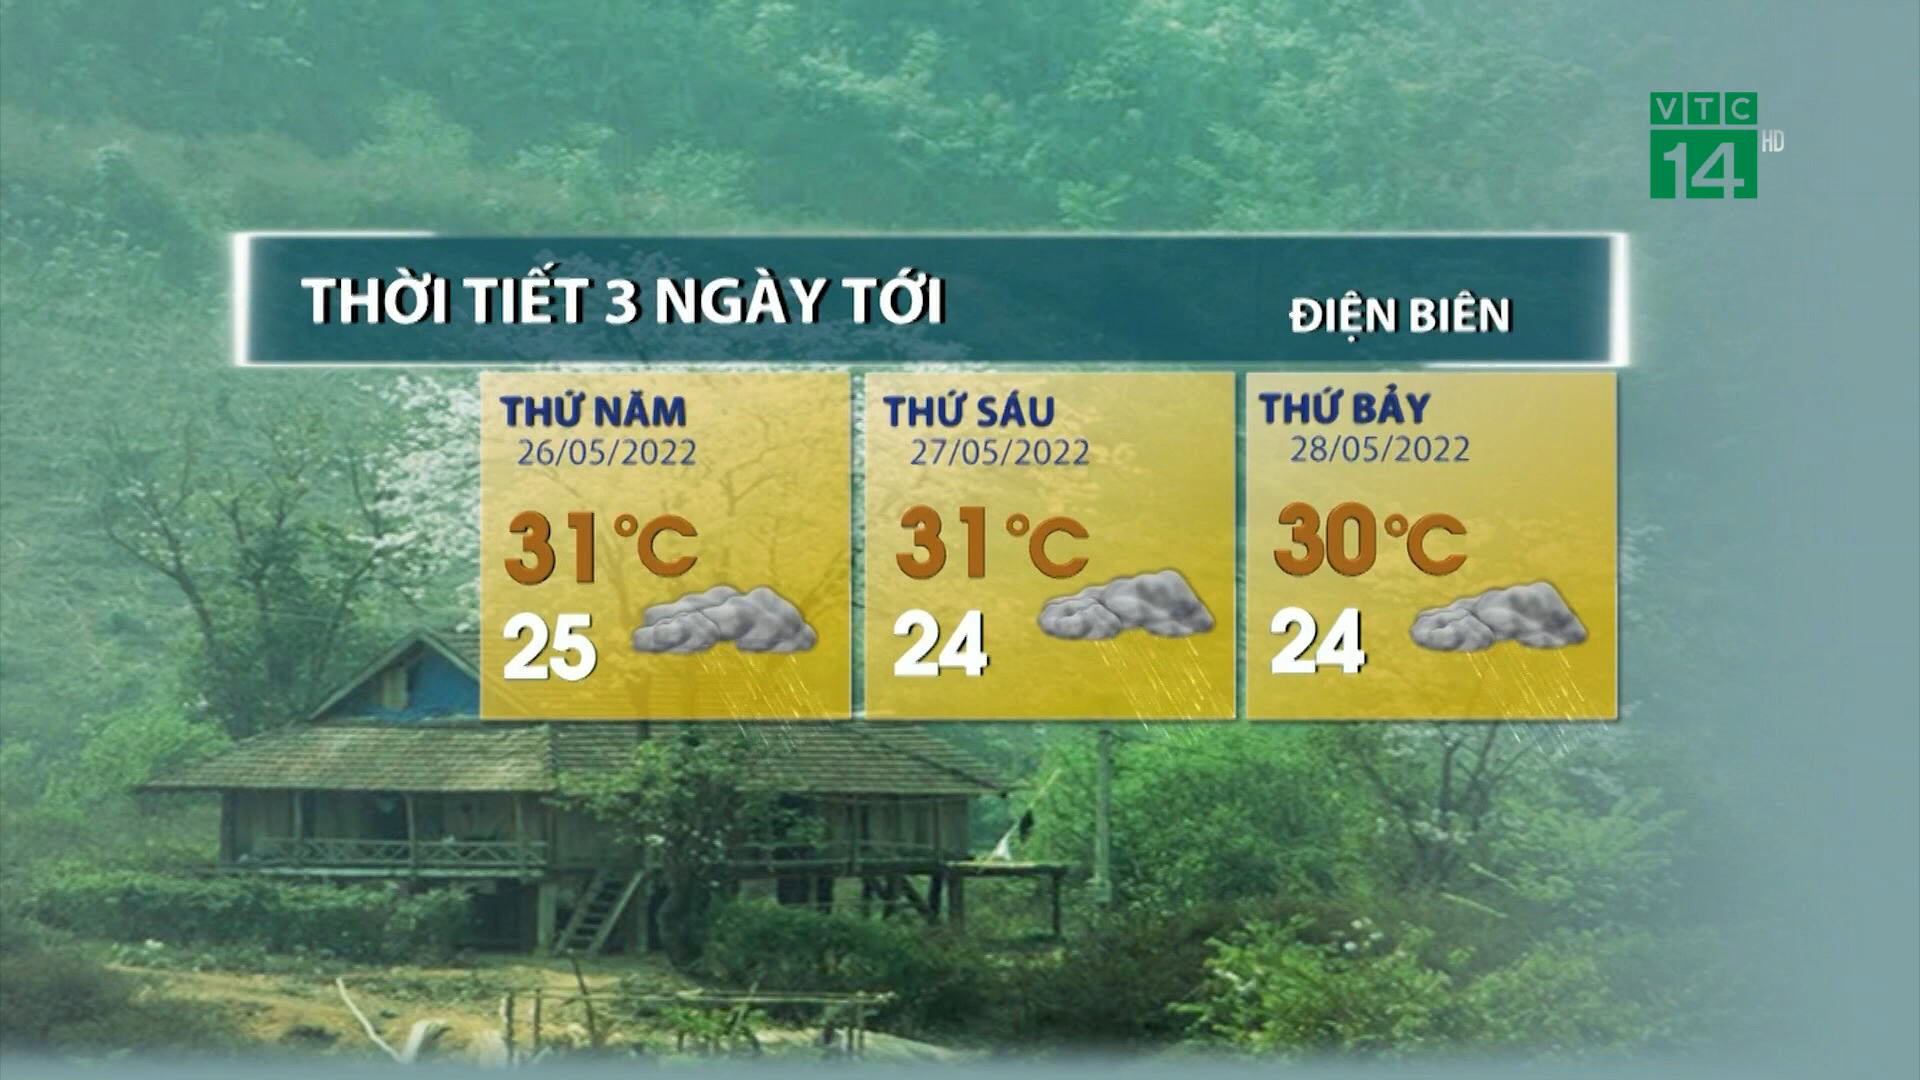 VTC
14 HD
THỜI TIẾT 3 NGÀY TỚI
ĐIỆN BIÊN
THỨ NĂM
26/05/2022
31°C
25
THỨ SÁU
27/05/2022
31°C
24
THỨ BẢY
28/05/2022
30°C
24